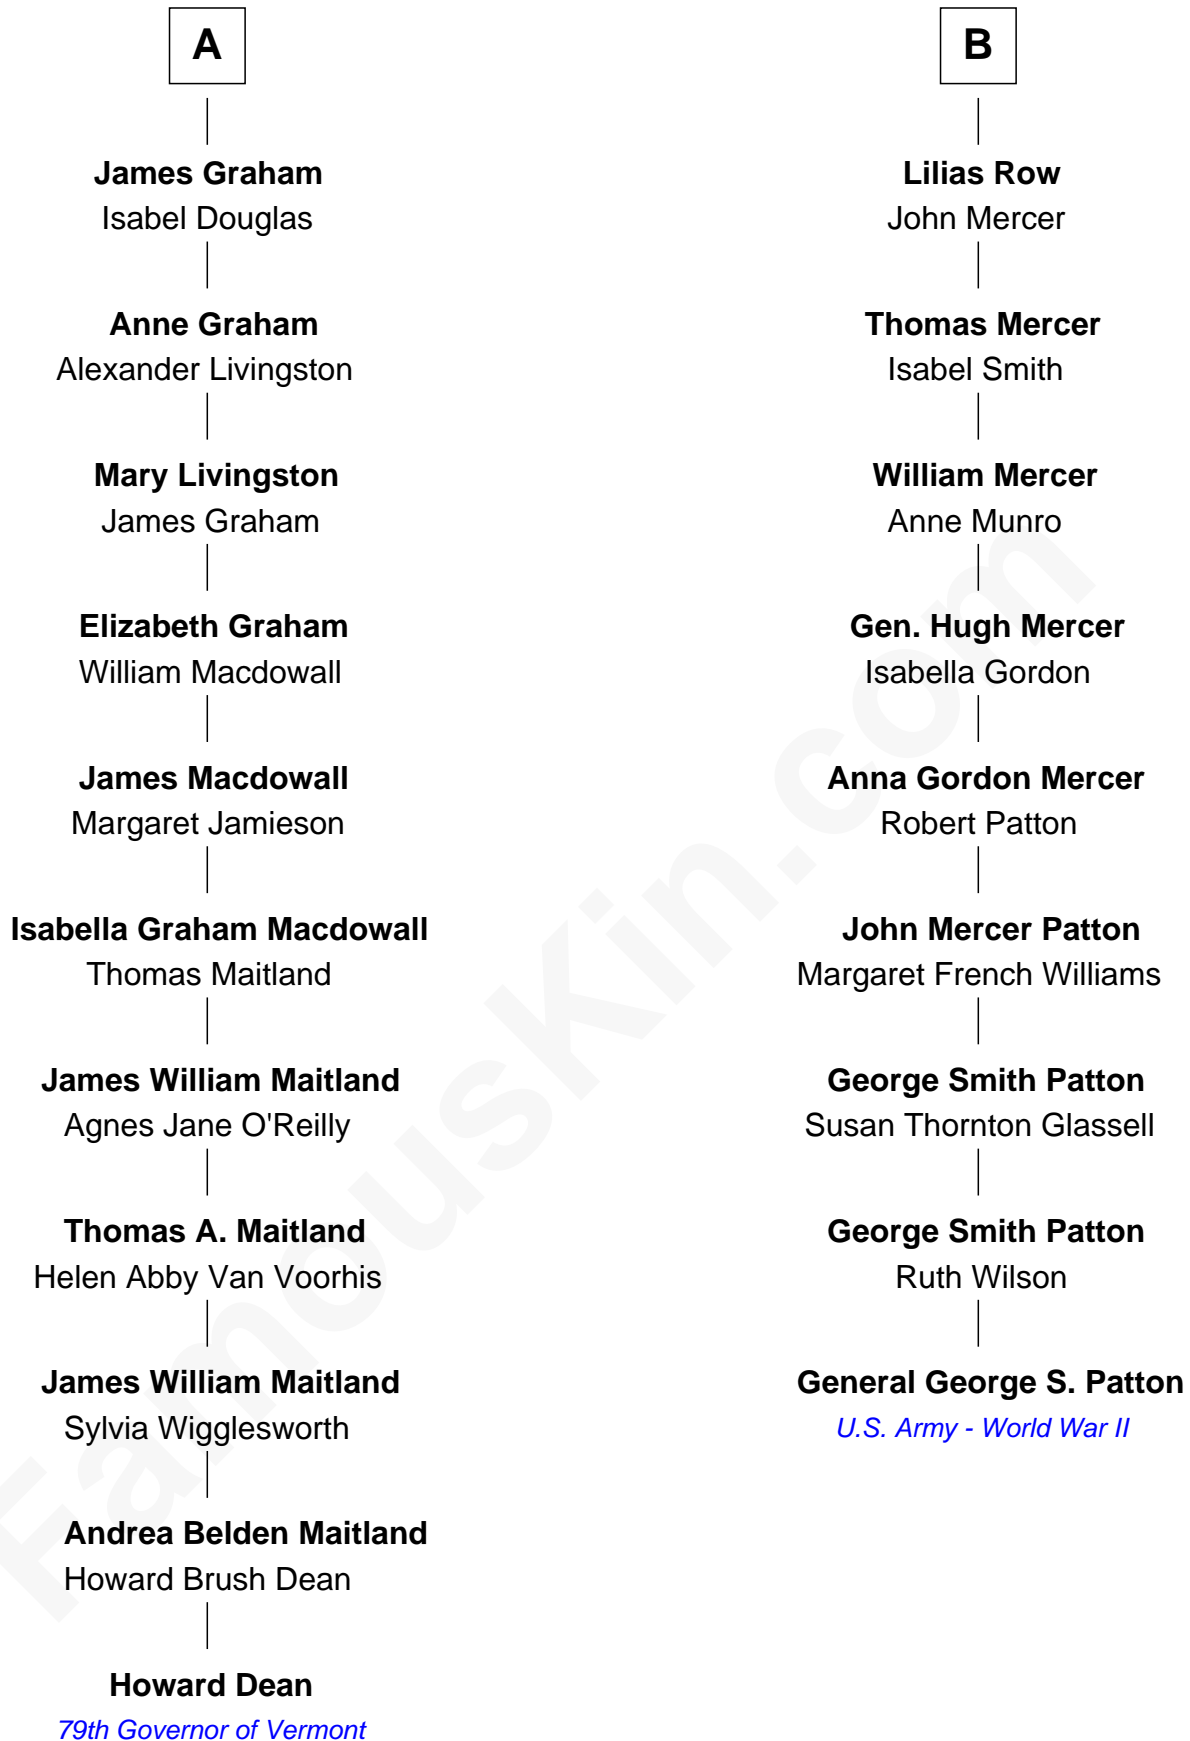 A
James Graham
Isabel Douglas
Anne Graham
Alexander Livingston
Mary Livingston
James Graham
Elizabeth Graham
William Macdowall
James Macdowall
Margaret Jamieson
Isabella Graham Macdowall
Thomas Maitland
James William Maitland
Agnes Jane O'Reilly
Thomas A. Maitland
Helen Abby Van Voorhis
James William Maitland
Sylvia Wigglesworth
Andrea Belden Maitland
Howard Brush Dean
Howard Dean
79th Governor of Vermont
B
Lilias Row
John Mercer
Thomas Mercer
Isabel Smith
William Mercer
Anne Munro
Gen. Hugh Mercer
Isabella Gordon
Anna Gordon Mercer
Robert Patton
John Mercer Patton
Margaret French Williams
George Smith Patton
Susan Thornton Glassell
George Smith Patton
Ruth Wilson
General George S. Patton
U.S. Army - World War II
FamousKin.com